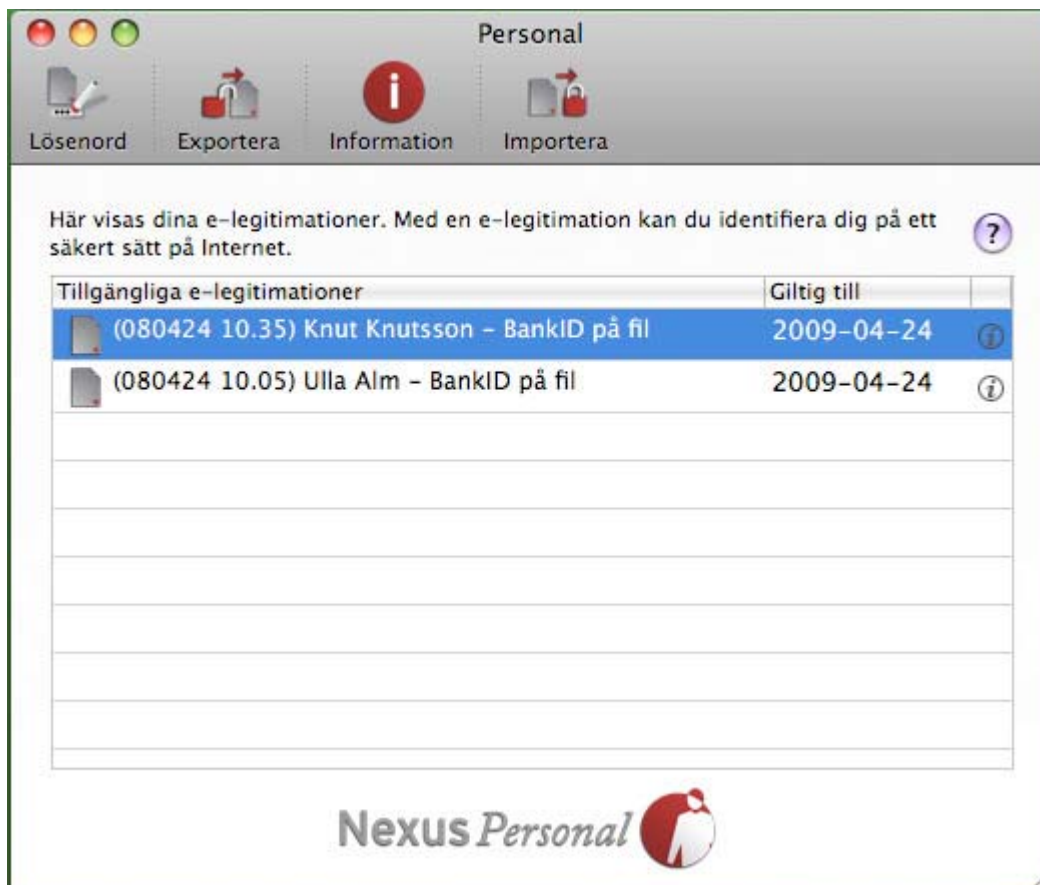 Personal
Lösenord Exportera Information Importera
Här visas dina e-legitimationer. Med en e-legitimation kan du identifiera dig på ett
säkert sätt på Internet.
?
Tillgängliga e-legitimationer Giltig till
(080424 10.35) Knut Knutsson – BankID på fil 2009-04-24
(080424 10.05) Ulla Alm – BankID på fil 2009-04-24
Nexus Personal